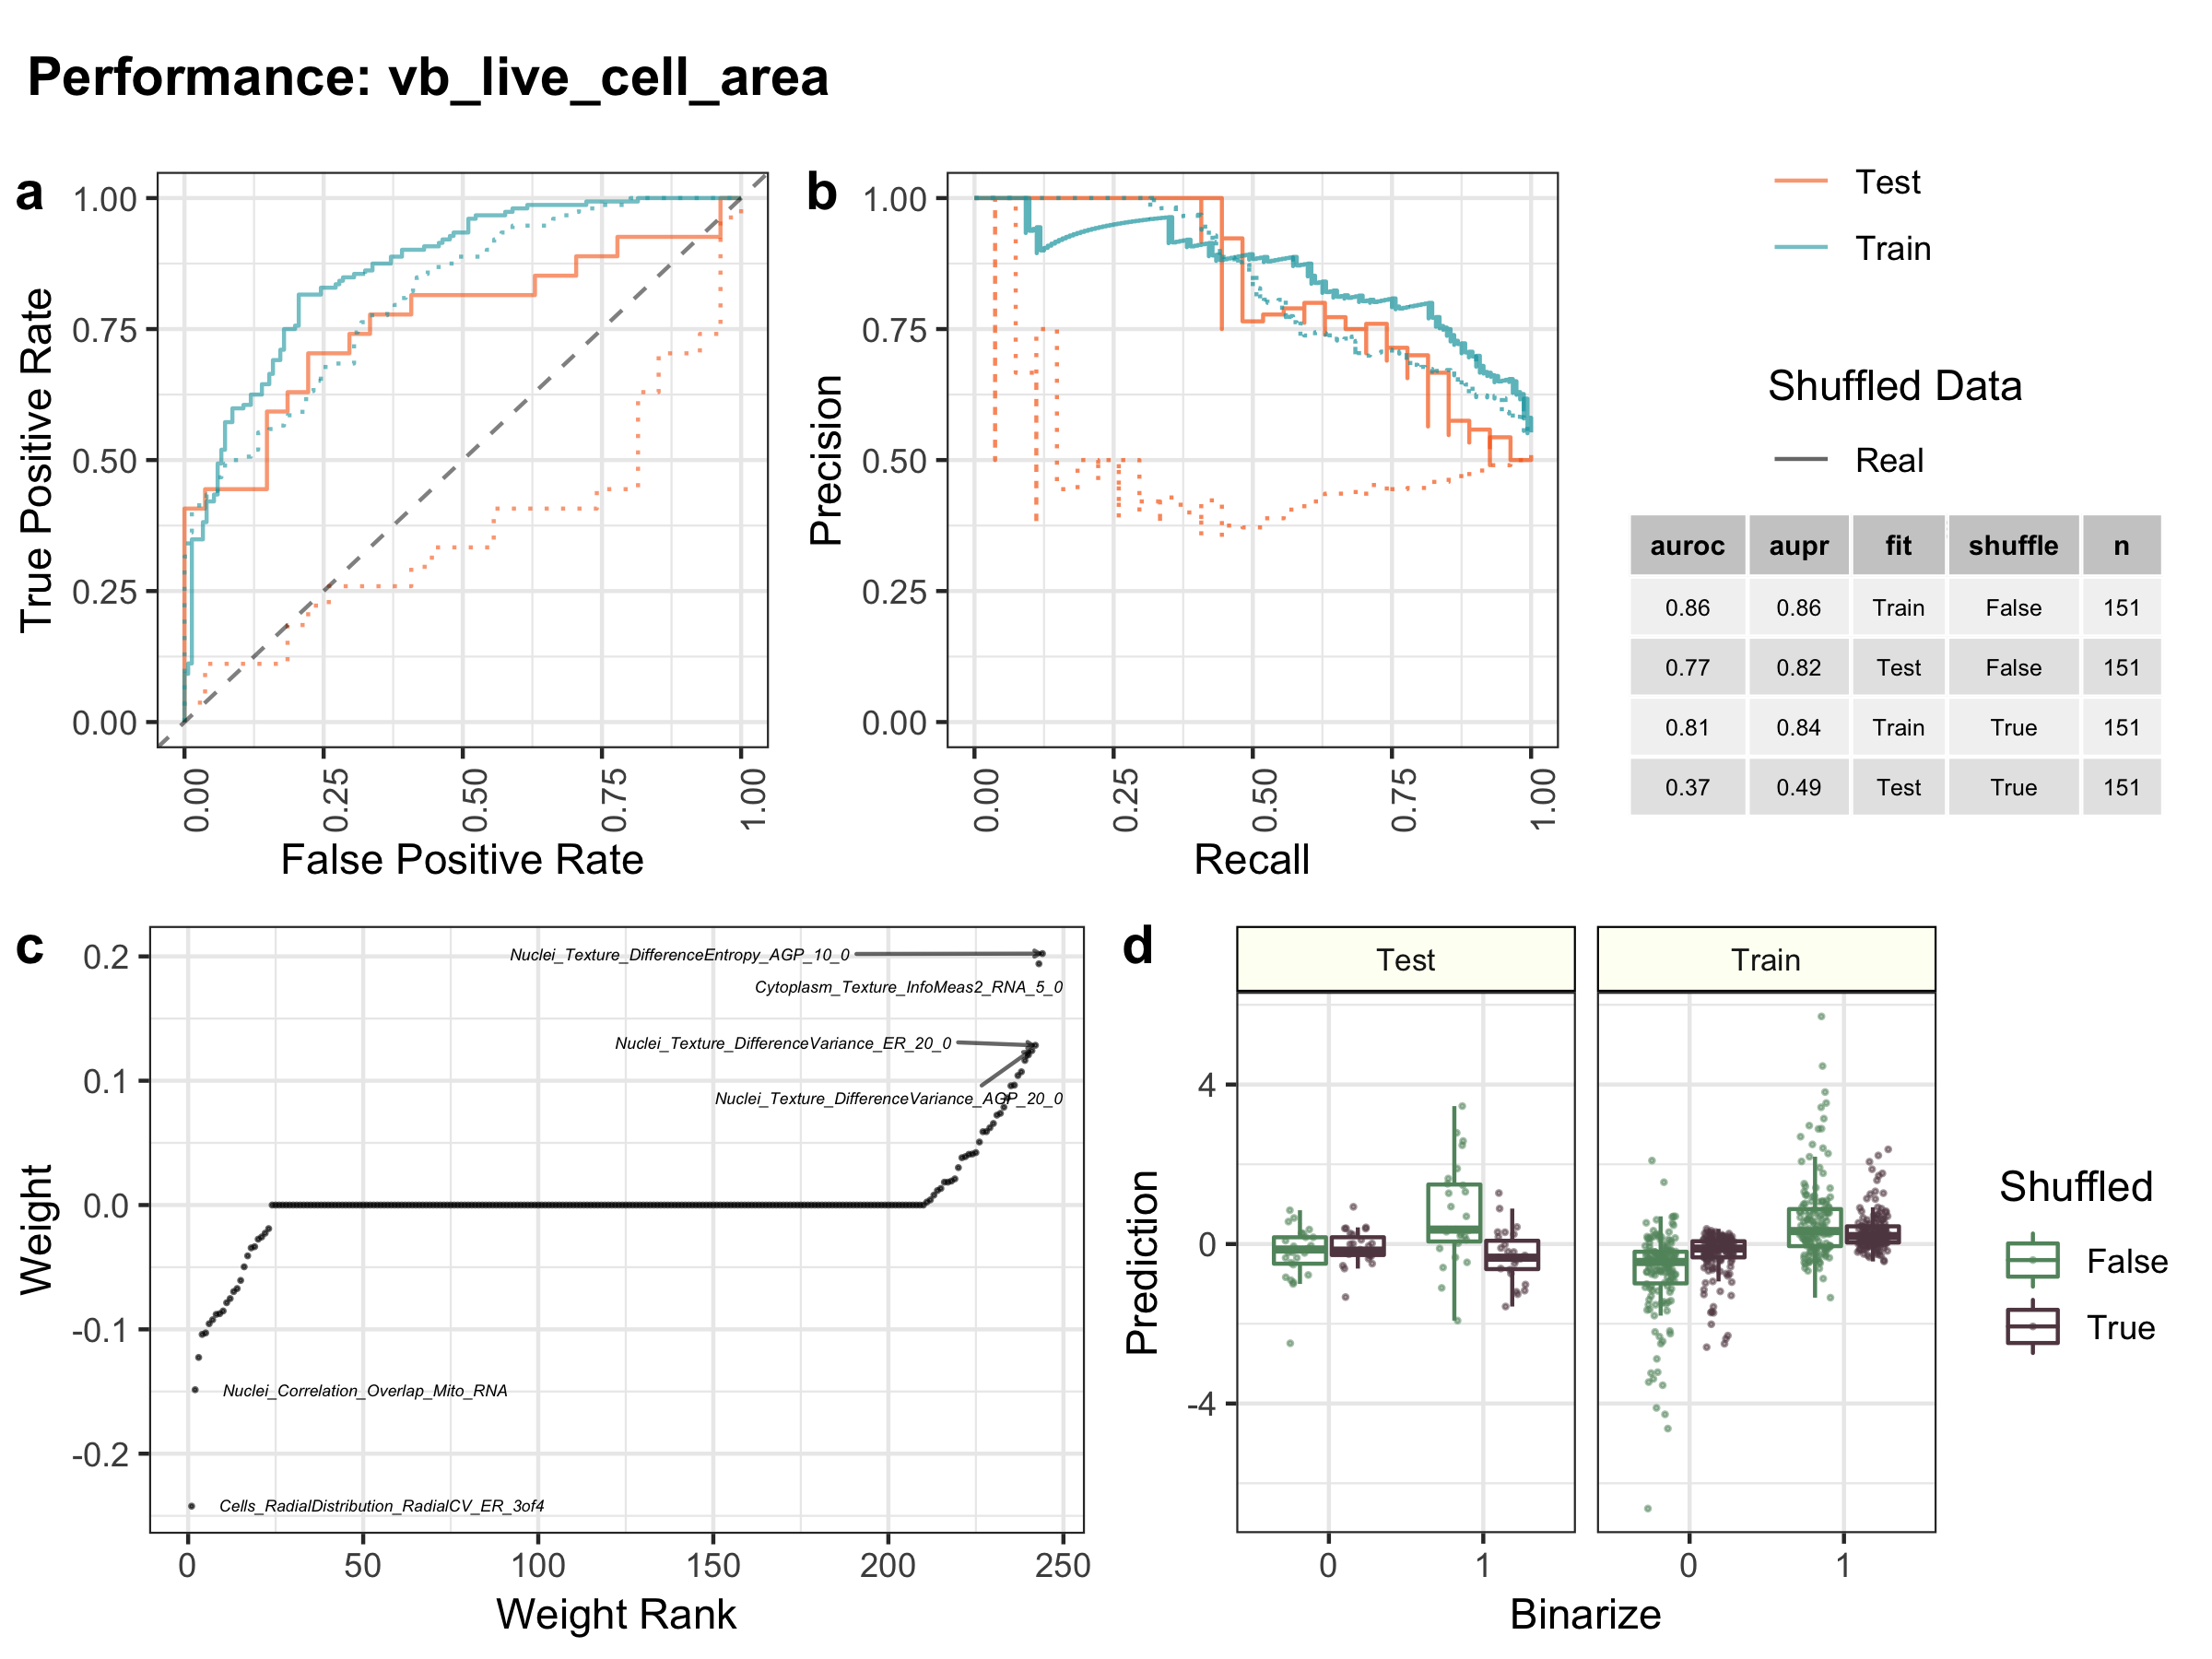 Performance: vb_live_cell_area
a
1.00
0.75
0.50
0.25
0.00
True Positive Rate
0.00
0.25
0.50
0.75
1.00
False Positive Rate
b
1.00
0.75
0.50
0.25
0.00
Precision
0.00
0.25
0.50
0.75
1.00
Recall
Test
Train
Shuffled Data
Real
auroc aupr fit shuffle n
0.86 0.86 Train False 151
0.77 0.82 Test False 151
0.81 0.84 Train True 151
0.37 0.49 Test True 151
c
0.2
0.1
0.0
-0.1
-0.2
Weight
Nuclei_Texture_DifferenceEntropy_AGP_10_0
Cytoplasm_Texture_InfoMeas2_RNA_5_0
Nuclei_Texture_DifferenceVariance_ER_20_0
Nuclei_Texture_DifferenceVariance_AGP_20_0
Nuclei_Correlation_Overlap_Mito_RNA
Cells_RadialDistribution_RadialCV_ER_3of4
0 50 100 150 200 250
Weight Rank
d
Test
Train
4
0
-4
Prediction
0 1
0 1
Binarize
Shuffled
False
True